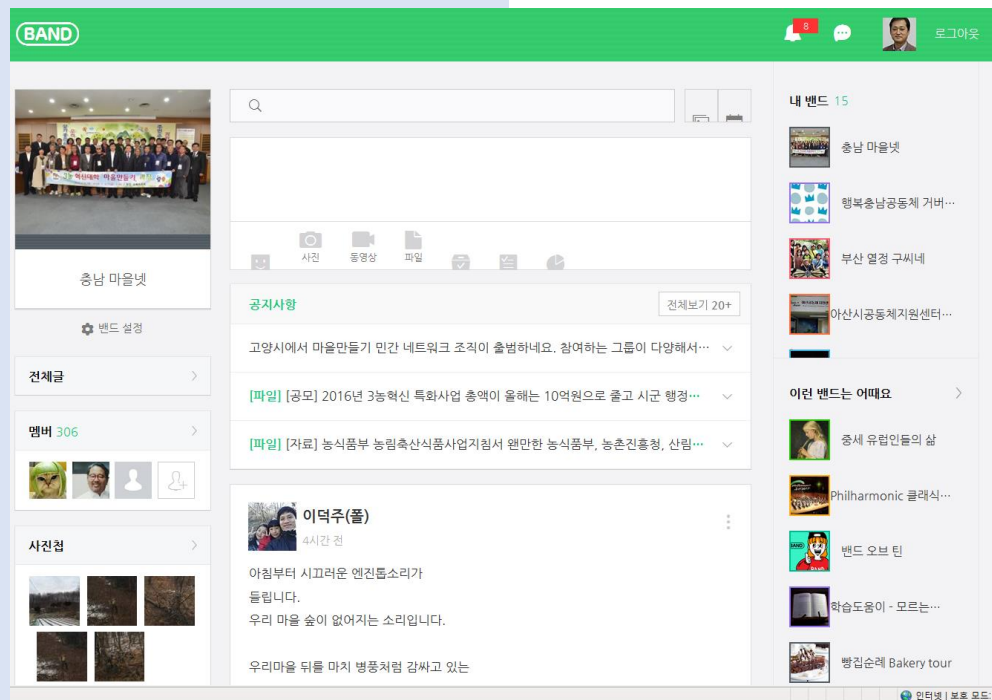 BAND
8
로그아웃
충남 마을넷
밴드 설정
전체글
멤버 306
사진첩
사진
동영상
파일
공지사항
전체보기 20+
고양시에서 마을만들기 민간 네트워크 조직이 출범하네요. 참여하는 그룹이 다양해서…
[파일] [공모] 2016년 3농혁신 특화사업 총액이 올해는 10억원으로 줄고 시군 행정…
[파일] [자료] 농식품부 농림축산식품사업지침서 왠만한 농식품부, 농촌진흥청, 산림…
이덕주(폴)
4시간 전
아침부터 시끄러운 엔진톱소리가
들립니다.
우리 마을 숲이 없어지는 소리입니다.
우리마을 뒤를 마치 병풍처럼 감싸고 있는
내 밴드 15
충남 마을넷
행복충남공동체 거버…
부산 열정 구씨네
아산시공동체지원센터…
이런 밴드는 어때요
중세 유럽인들의 삶
Philharmonic 클래식…
밴드 오브 틴
학습도움이 - 모르는…
빵집순례 Bakery tour
인터넷 | 보호 모드: